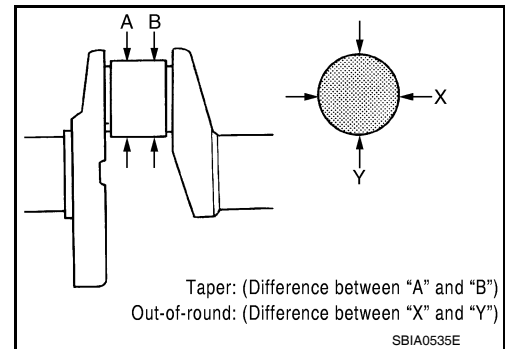 A B
X
Y
Taper: (Difference between “A” and “B”)
Out-of-round: (Difference between “X” and “Y”)
SBIA0535E